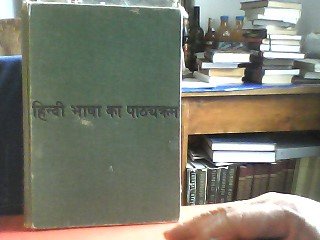 हिन्दी भाषा का पाठ्यक्रम